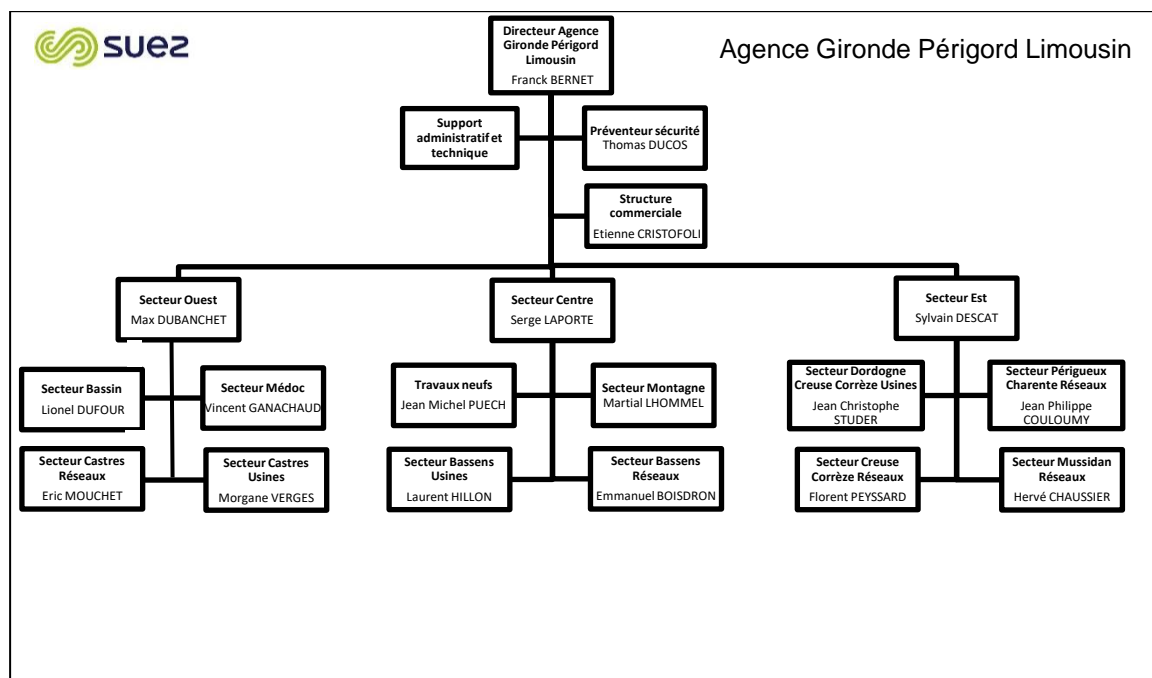 suez
Agence Gironde Périgord Limousin
Directeur Agence
Gironde Périgord
Limousin
Franck BERNET
Support
administratif et
technique
Préventeur sécurité
Thomas DUCOS
Structure
commerciale
Etienne CRISTOFOLI
Secteur Ouest
Max DUBANCHET
Secteur Centre
Serge LAPORTE
Secteur Est
Sylvain DESCAT
Secteur Bassin
Lionel DUFOUR
Secteur Médoc
Vincent GANACHAUD
Travaux neufs
Jean Michel PUECH
Secteur Montagne
Martial LHOMMEL
Secteur Dordogne
Creuse Corrèze Usines
Jean Christophe
STUDER
Secteur Périgueux
Charente Réseaux
Jean Philippe
COULOUMY
Secteur Castres
Réseaux
Eric MOUCHET
Secteur Castres
Usines
Morgane VERGES
Secteur Bassens
Usines
Laurent HILLON
Secteur Bassens
Réseaux
Emmanuel BOISDRON
Secteur Creuse
Corrèze Réseaux
Florent PEYSSARD
Secteur Mussidan
Réseaux
Hervé CHAUSSIER